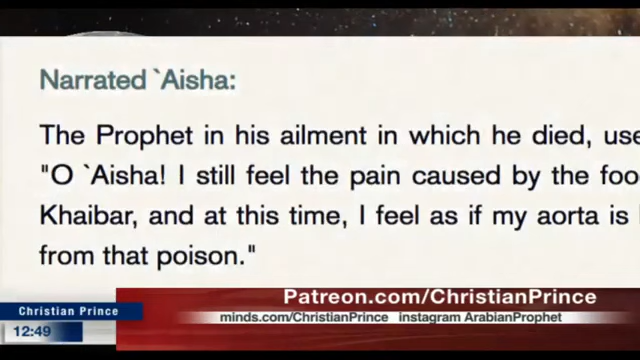 Narrated `Aisha:
The Prophet in his ailment in which he died, use
"O `Aisha! I still feel the pain caused by the foo
Khaibar, and at this time, I feel as if my aorta is
from that poison."
Patreon.com/ChristianPrince
Christian Prince
minds.com/ChristianPrince instagram ArabianProphet
12:49